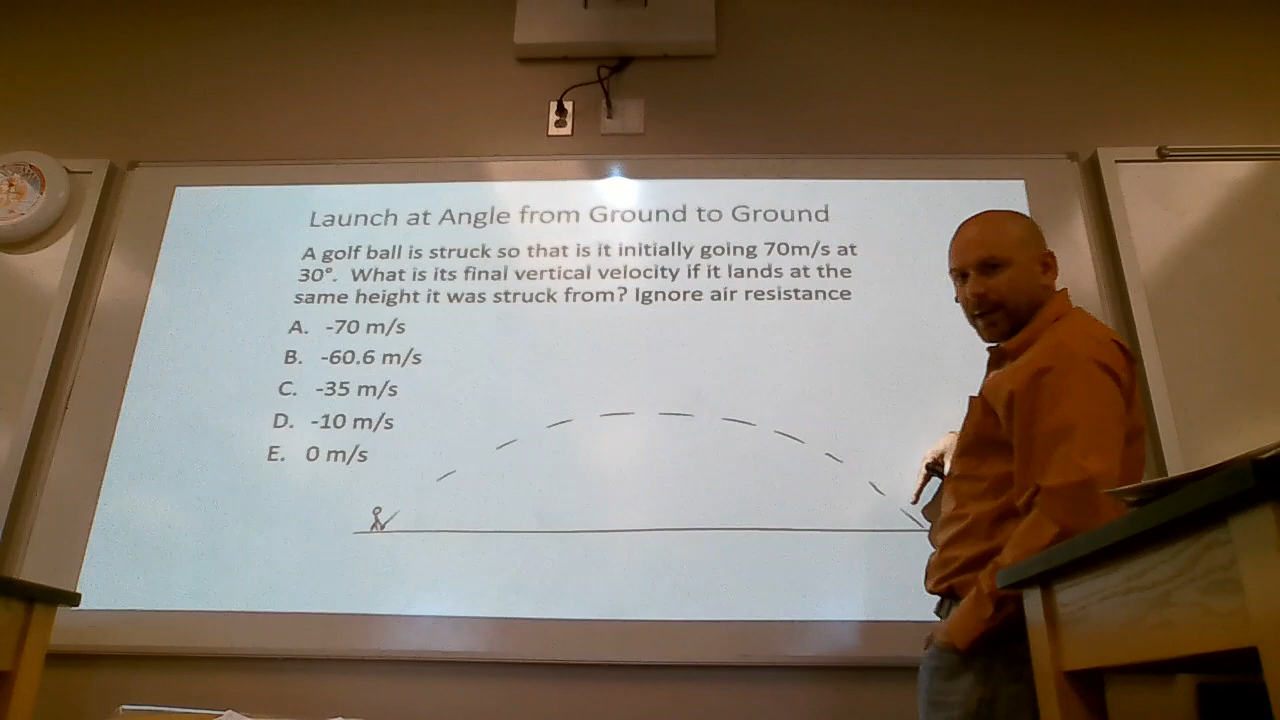 Launch at Angle from Ground to Ground
A golf ball is struck so that is it initially going 70m/s at
30°. What is its final vertical velocity if it lands at the
same height it was struck from? Ignore air resistance
A. -70 m/s
B. -60.6 m/s
C. -35 m/s
D. -10 m/s
E. 0 m/s